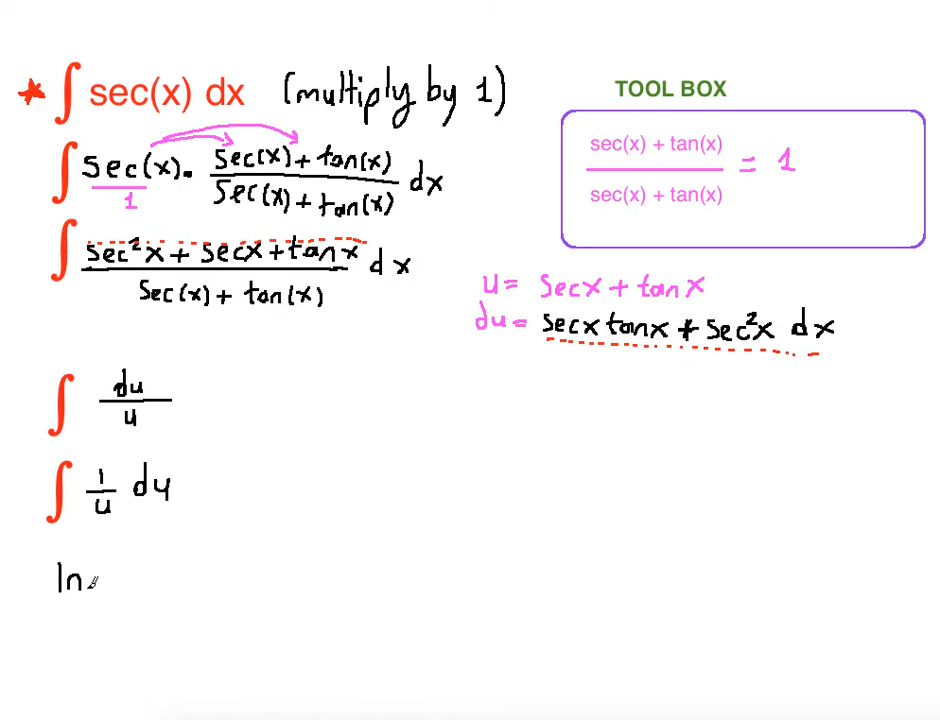 ★ ∫ sec(x) dx (multiply by 1)
TOOL BOX
sec(x) + tan(x)
sec(x) + tan(x)
= 1
∫ sec(x) · sec(x) + tan(x) dx
1 sec(x) + tan(x)
∫ sec²x + secx + tanx dx
sec(x) + tan(x)
u = secx + tanx
du = secx tanx + sec²x dx
∫ du
u
∫ 1 du
u
ln